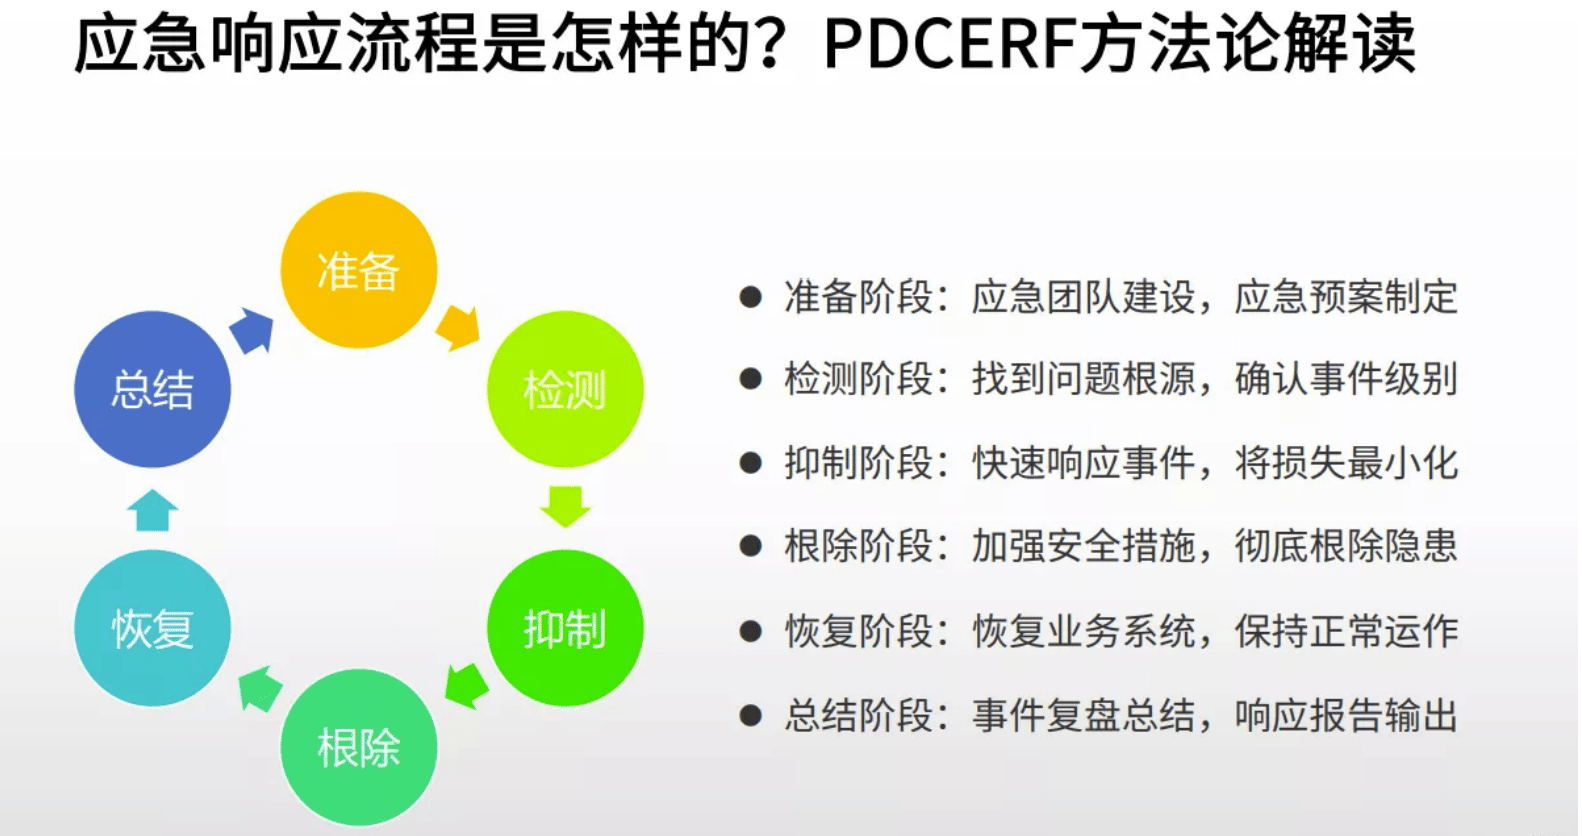 应急响应流程是怎样的？PDCERF方法论解读
准备
检测
抑制
根除
恢复
总结
● 准备阶段：应急团队建设，应急预案制定
● 检测阶段：找到问题根源，确认事件级别
● 抑制阶段：快速响应事件，将损失最小化
● 根除阶段：加强安全措施，彻底根除隐患
● 恢复阶段：恢复业务系统，保持正常运作
● 总结阶段：事件复盘总结，响应报告输出